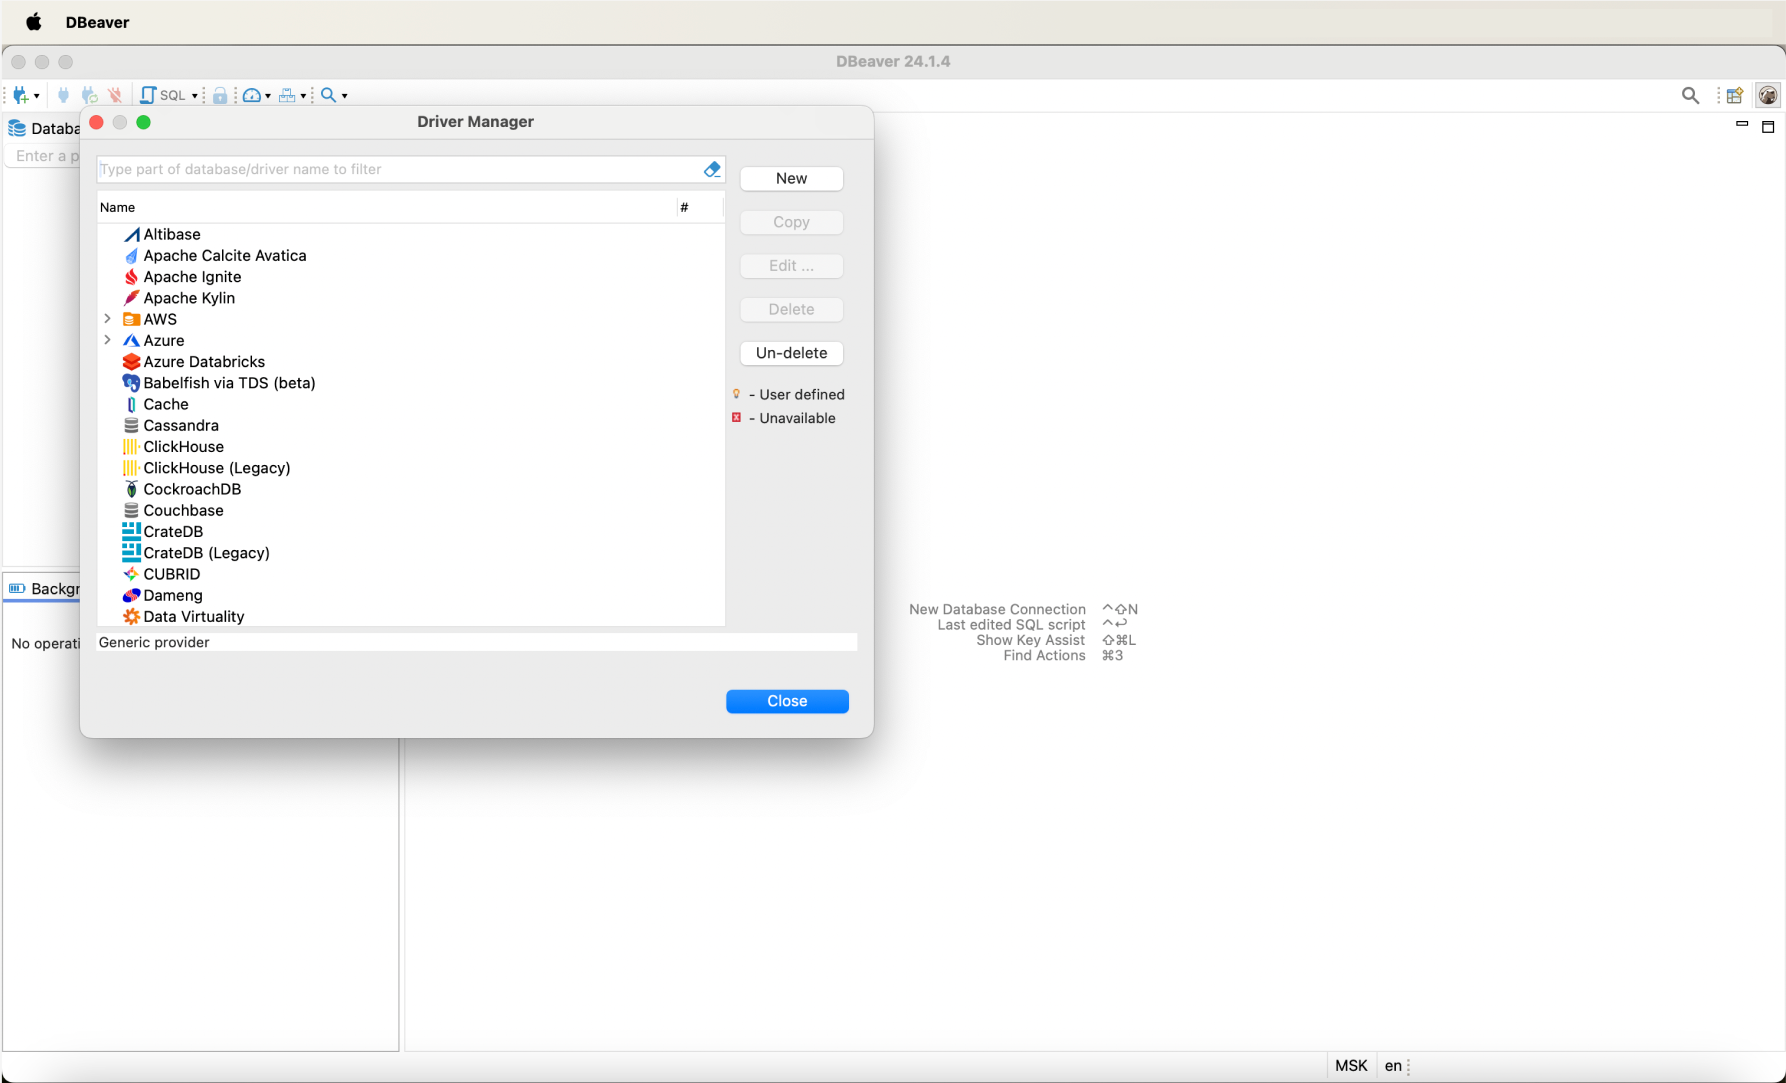 DBeaver
DBeaver 24.1.4
SQL
Databa
Enter a p
Driver Manager
Type part of database/driver name to filter
New
Name
#
Copy
Altibase
Apache Calcite Avatica
Edit ...
Apache Ignite
Apache Kylin
Delete
AWS
Azure
Un-delete
Azure Databricks
Babelfish via TDS (beta)
- User defined
Cache
- Unavailable
Cassandra
ClickHouse
ClickHouse (Legacy)
CockroachDB
Couchbase
CrateDB
CrateDB (Legacy)
CUBRID
Dameng
Data Virtuality
Generic provider
Close
Backgr
No operati
New Database Connection ^⇧N
Last edited SQL script ^↩
Show Key Assist ⇧⌘L
Find Actions ⌘3
MSK
en